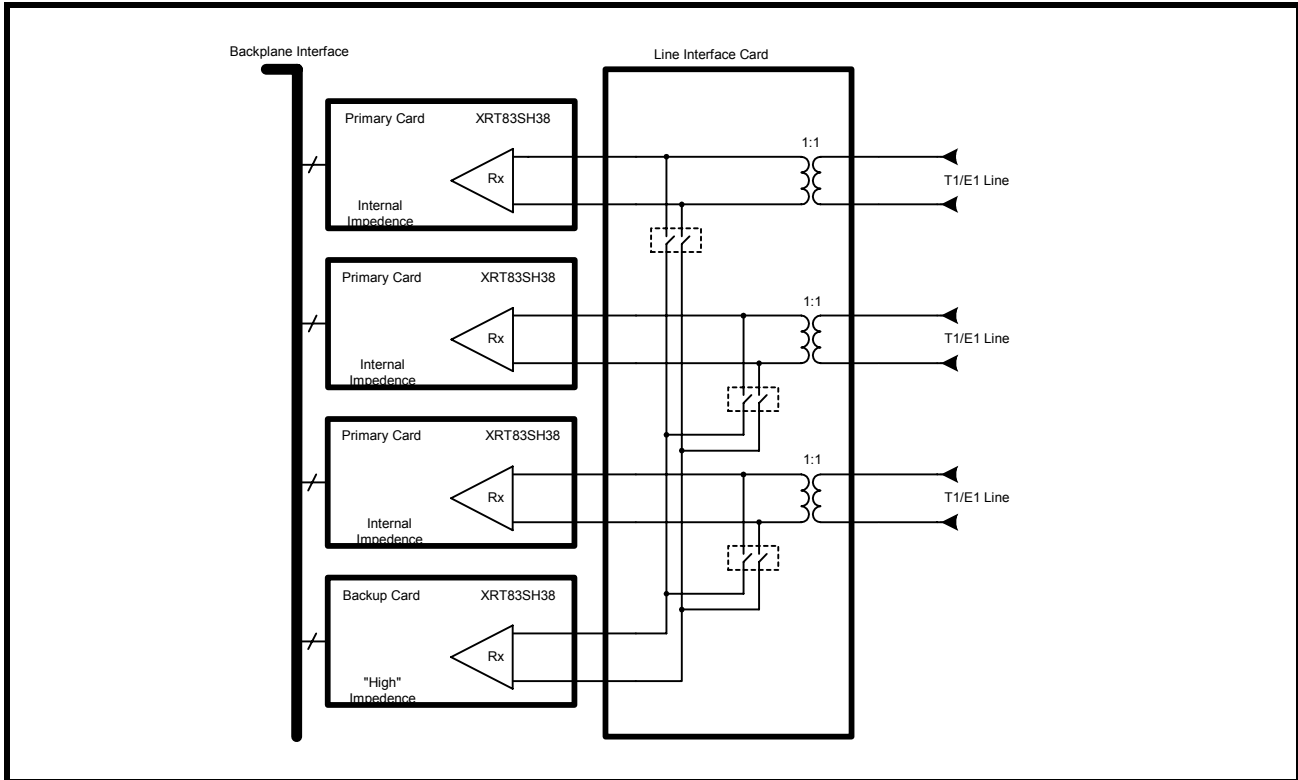 Backplane Interface
Line Interface Card
Primary Card XRT83SH38
Rx
Internal
Impedence
1:1
T1/E1 Line
Primary Card XRT83SH38
Rx
Internal
Impedence
1:1
T1/E1 Line
Primary Card XRT83SH38
Rx
Internal
Impedence
1:1
T1/E1 Line
Backup Card XRT83SH38
Rx
"High"
Impedence